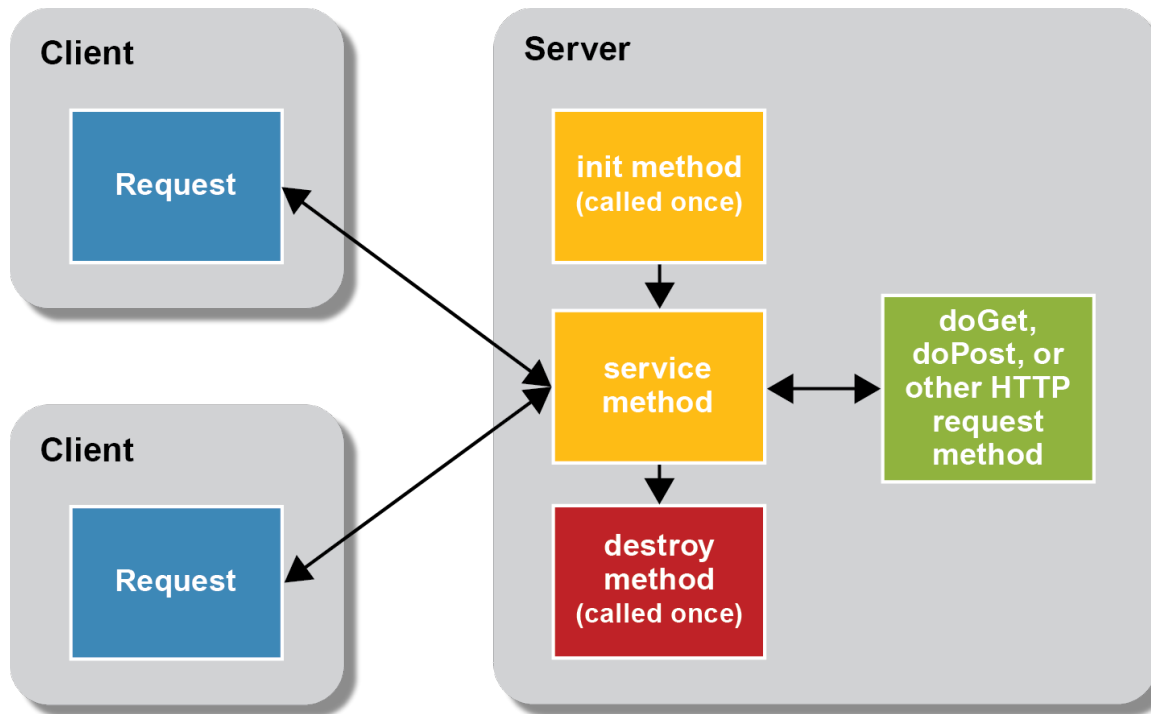 Client
Request
Client
Request
Server
init method
(called once)
service
method
doGet,
doPost, or
other HTTP
request
method
destroy
method
(called once)